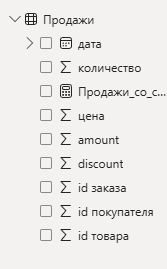 Продажи
дата
количество
Продажи_со_с...
цена
amount
discount
id заказа
id покупателя
id товара